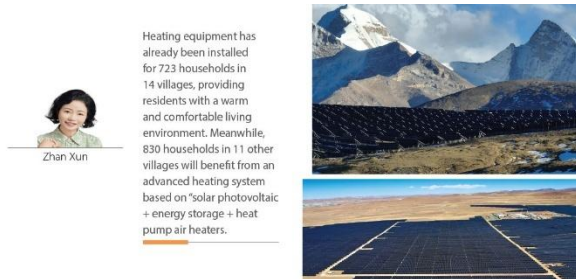 Zhan Xun
Heating equipment has
already been installed
for 723 households in
14 villages, providing
residents with a warm
and comfortable living
environment. Meanwhile,
830 households in 11 other
villages will benefit from an
advanced heating system
based on "solar photovoltaic
+ energy storage + heat
pump air heaters.